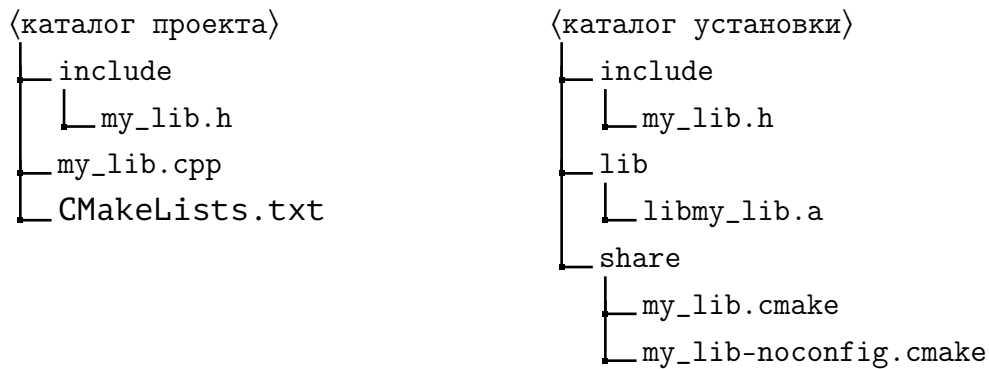 ⟨каталог проекта⟩
include
my_lib.h
my_lib.cpp
CMakeLists.txt
⟨каталог установки⟩
include
my_lib.h
lib
libmy_lib.a
share
my_lib.cmake
my_lib-noconfig.cmake